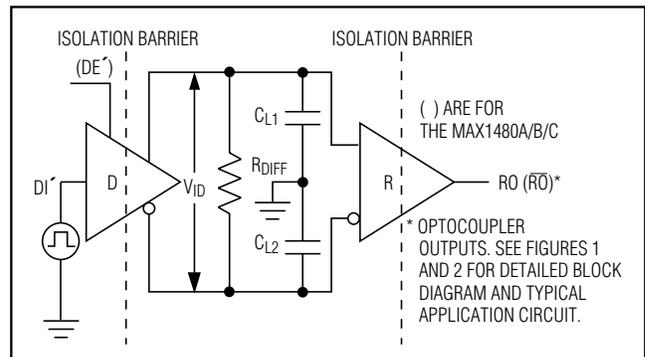 ISOLATION BARRIER
ISOLATION BARRIER
(DE´)
( ) ARE FOR
THE MAX1480A/B/C
CL1
DI´
D
VID
RDIFF
R
RO (R̅O̅)*
CL2
* OPTOCOUPLER
OUTPUTS. SEE FIGURES 1
AND 2 FOR DETAILED BLOCK
DIAGRAM AND TYPICAL
APPLICATION CIRCUIT.